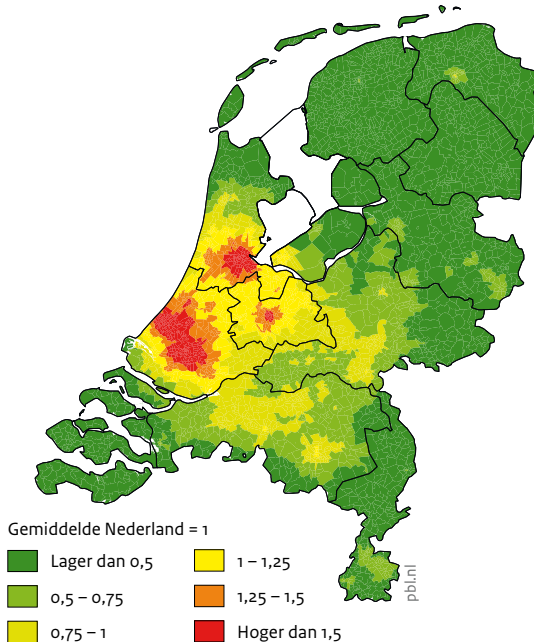 Gemiddelde Nederland = 1
Lager dan 0,5
0,5 – 0,75
0,75 – 1
1 – 1,25
1,25 – 1,5
Hoger dan 1,5
pbl.nl